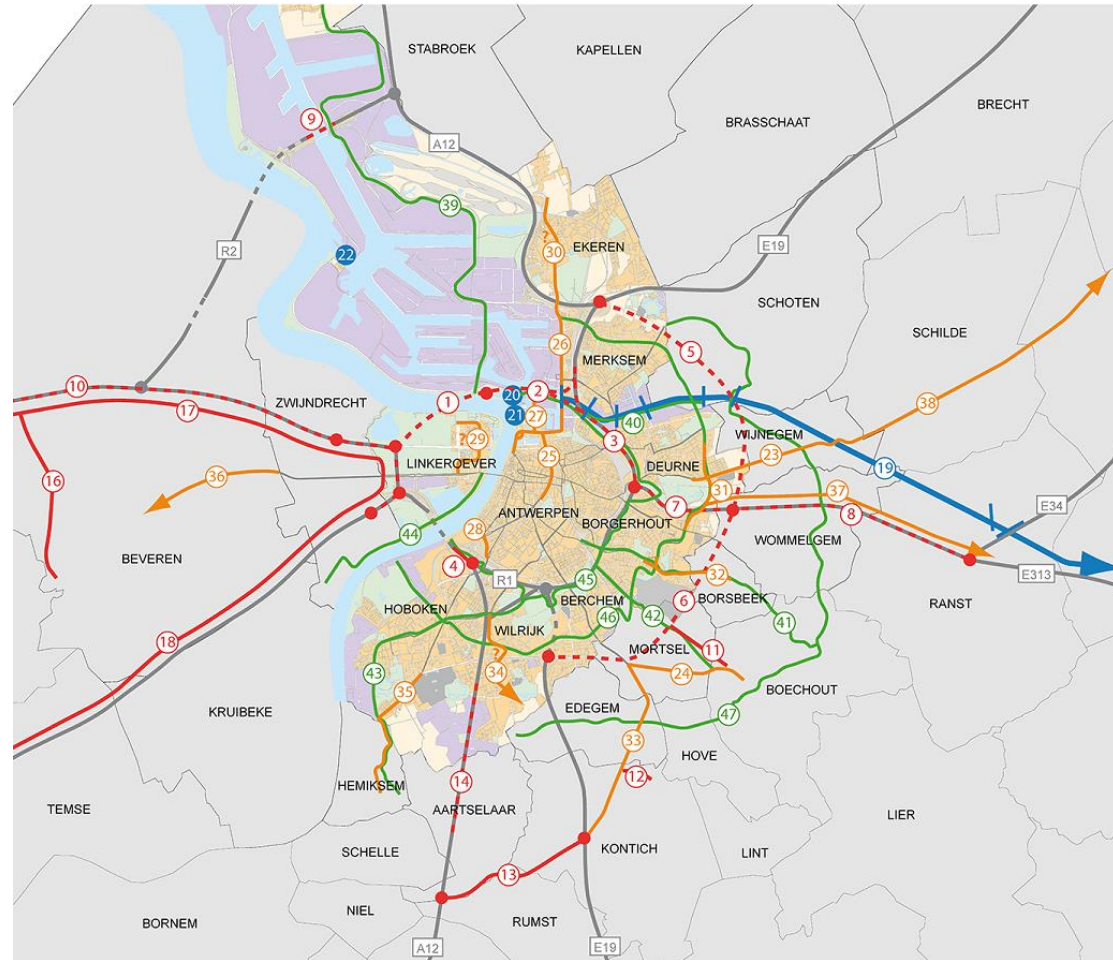 STABROEK
KAPELLEN
BRECHT
BRASSCHAAT
9
A12
39
R2
22
?
30
EKEREN
E19
SCHOTEN
SCHILDE
26
MERKSEM
5
10
17
ZWIJNDRECHT
1
20
2
21
27
40
38
3
WIJNEGEM
?
29
LINKEROEVER
25
DEURNE
23
19
16
36
31
37
7
8
ANTWERPEN
BORGERHOUT
E34
44
28
WOMMELGEM
BEVEREN
4
R1
45
32
E313
BERCHEM
6
BORSBEEK
RANST
HOBOKEN
46
42
41
WILRIJK
MORTSEL
11
18
?
43
34
24
35
BOECHOUT
KRUIBEKE
EDEGEM
47
33
HOVE
12
HEMIKSEM
14
TEMSE
AARTSELAAR
LIER
SCHELLE
KONTICH
LINT
13
NIEL
BORNEM
RUMST
A12
E19